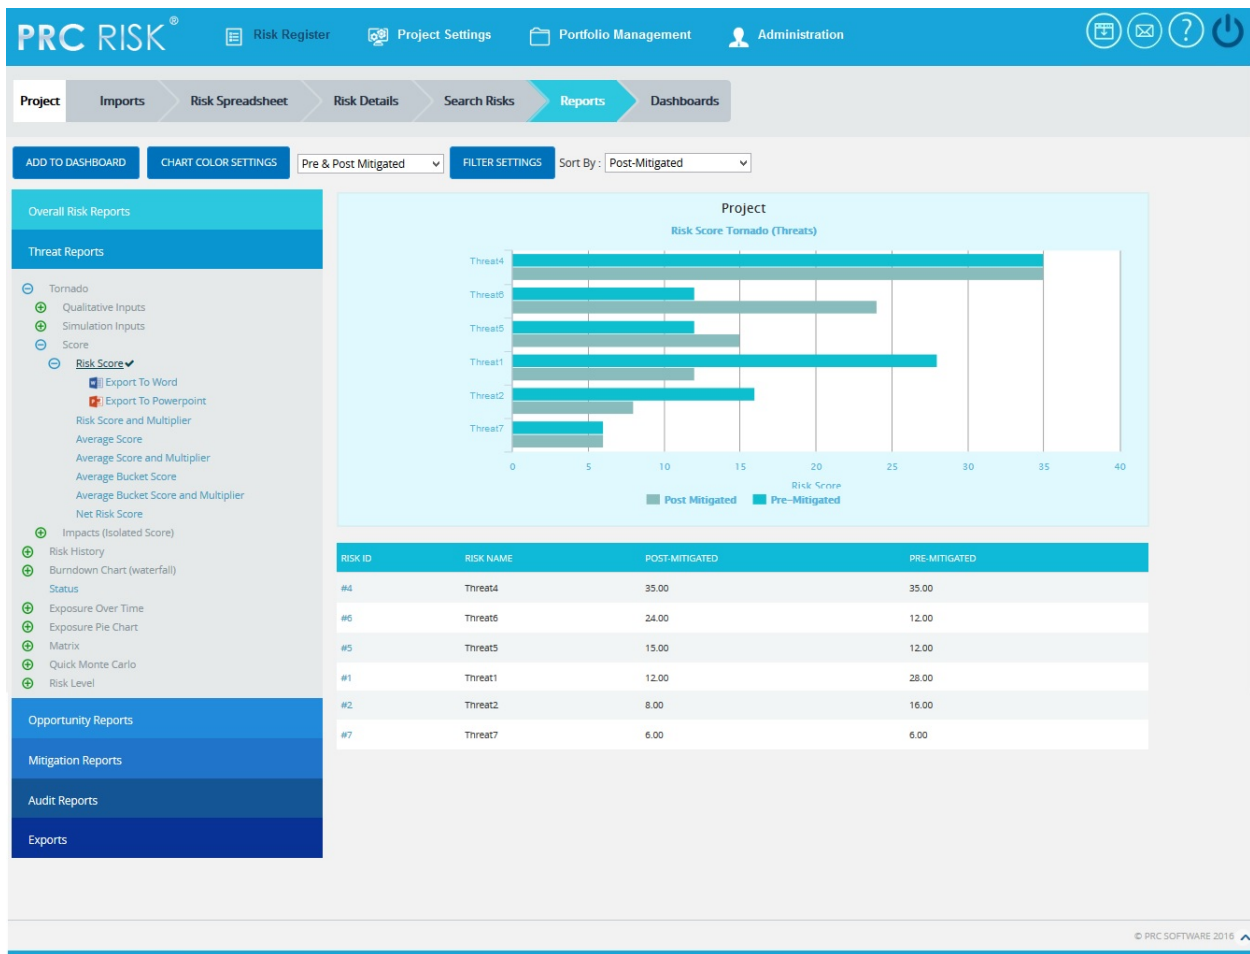 PRC RISK®
Risk Register
Project Settings
Portfolio Management
Administration
Project
Imports
Risk Spreadsheet
Risk Details
Search Risks
Reports
Dashboards
ADD TO DASHBOARD
CHART COLOR SETTINGS
Pre & Post Mitigated
FILTER SETTINGS
Sort By : Post-Mitigated
Overall Risk Reports
Threat Reports
Tornado
Qualitative Inputs
Simulation Inputs
Score
Risk Score
Export To Word
Export To Powerpoint
Risk Score and Multiplier
Average Score
Average Score and Multiplier
Average Bucket Score
Average Bucket Score and Multiplier
Net Risk Score
Impacts (Isolated Score)
Risk History
Burndown Chart (waterfall)
Status
Exposure Over Time
Exposure Pie Chart
Matrix
Quick Monte Carlo
Risk Level
Opportunity Reports
Mitigation Reports
Audit Reports
Exports
Project
Risk Score Tornado (Threats)
Threat4
Threat6
Threat5
Threat1
Threat2
Threat7
0 5 10 15 20 25 30 35 40
Risk Score
Post Mitigated Pre-Mitigated
RISK ID RISK NAME POST-MITIGATED PRE-MITIGATED
#4 Threat4 35.00 35.00
#6 Threat6 24.00 12.00
#5 Threat5 15.00 12.00
#1 Threat1 12.00 28.00
#2 Threat2 8.00 16.00
#7 Threat7 6.00 6.00
© PRC SOFTWARE 2016